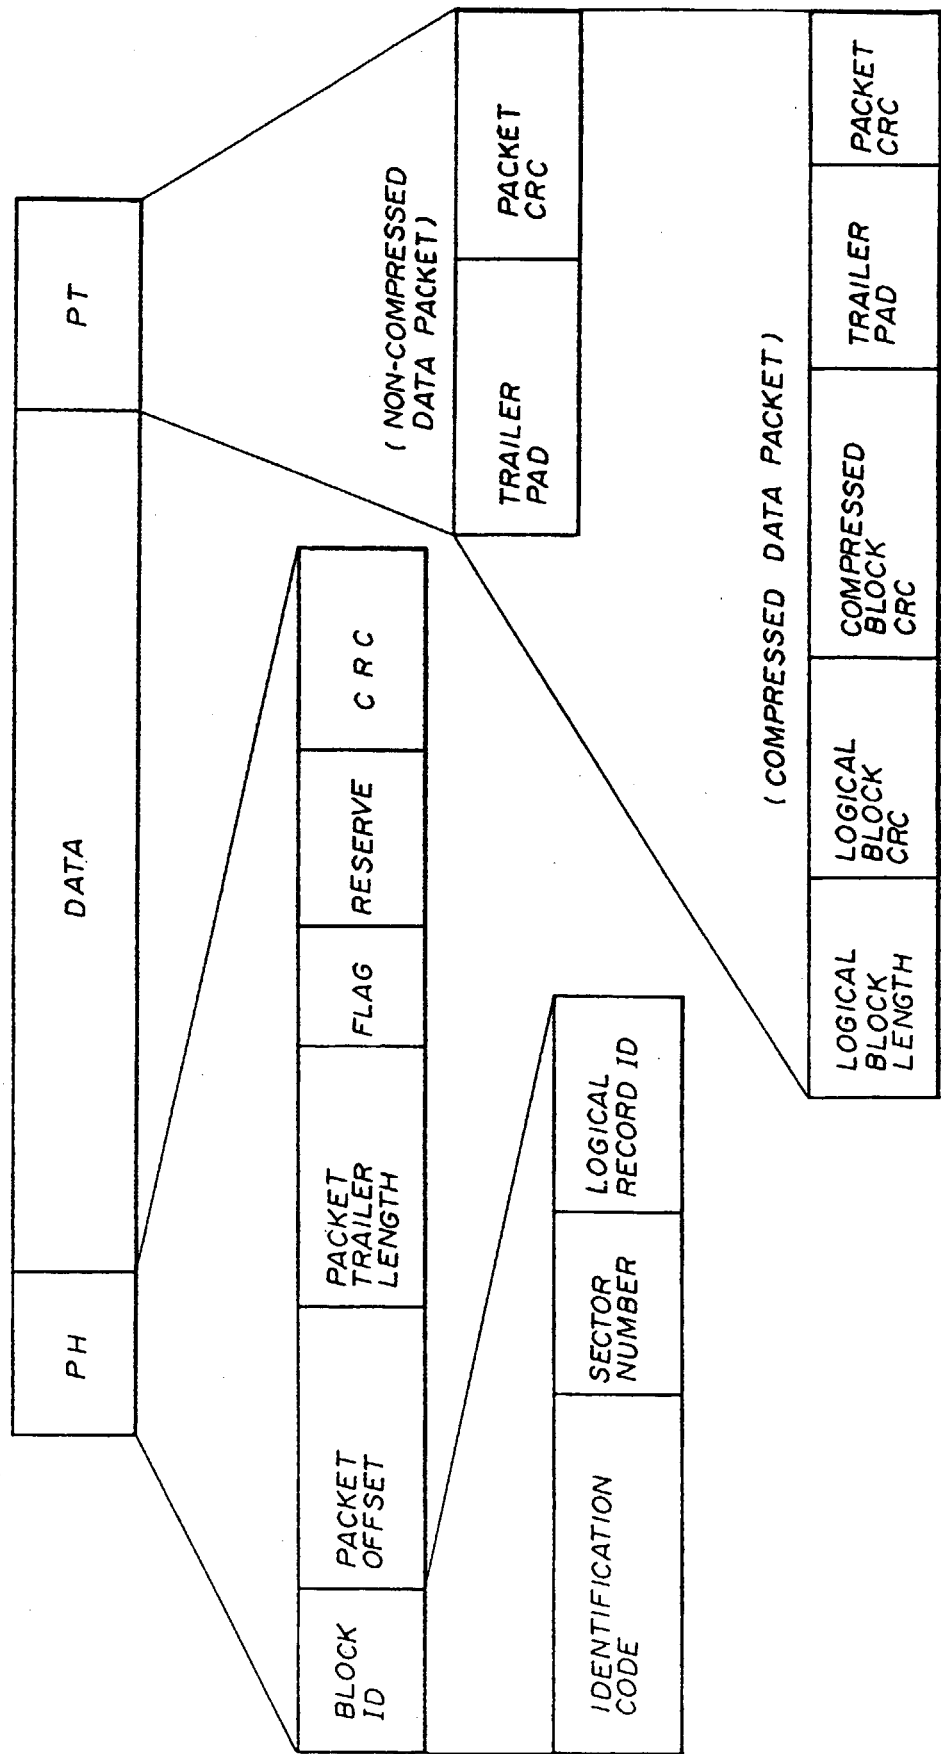 PH
DATA
PT
BLOCK
ID
PACKET
OFFSET
PACKET
TRAILER
LENGTH
FLAG
RESERVE
CRC
IDENTIFICATION
CODE
SECTOR
NUMBER
LOGICAL
RECORD ID
(NON-COMPRESSED
DATA PACKET)
TRAILER
PAD
PACKET
CRC
(COMPRESSED DATA PACKET)
LOGICAL
BLOCK
LENGTH
LOGICAL
BLOCK
CRC
COMPRESSED
BLOCK
CRC
TRAILER
PAD
PACKET
CRC